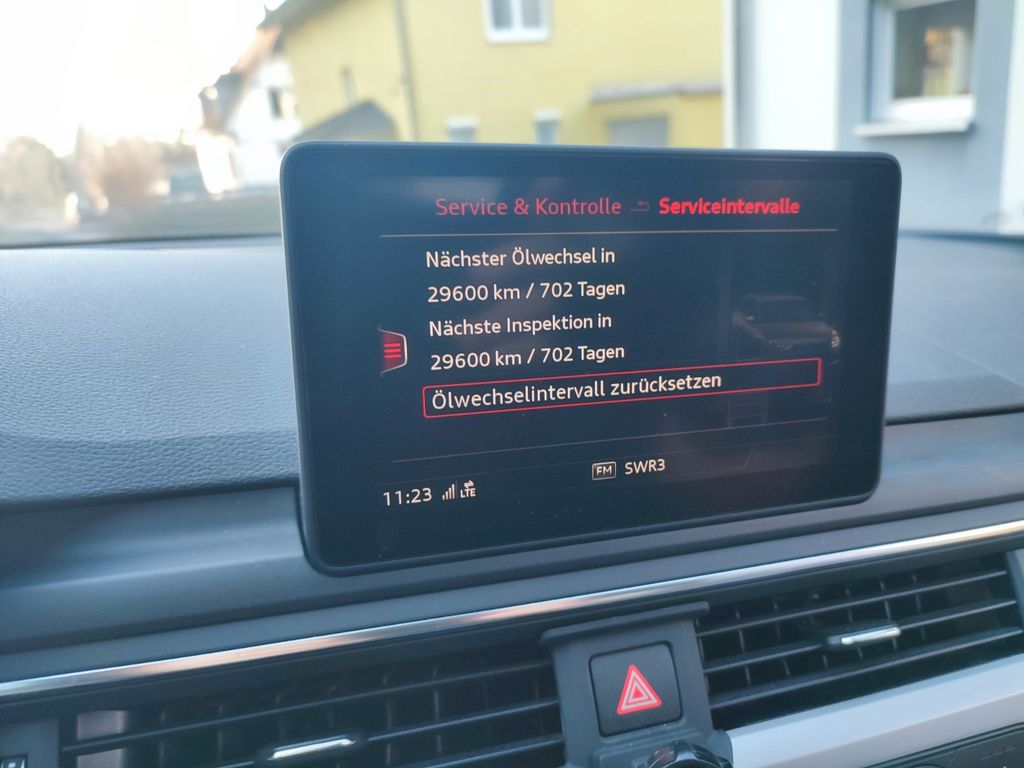 Service & Kontrolle Serviceintervalle
Nächster Ölwechsel in
29600 km / 702 Tagen
Nächste Inspektion in
29600 km / 702 Tagen
Ölwechselintervall zurücksetzen
FM SWR3
11:23 LTE